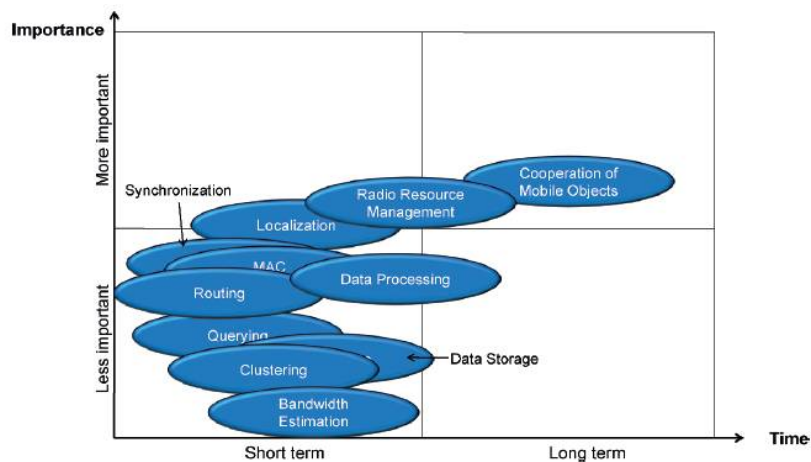 Importance
More important
Less important
Synchronization
Localization
Radio Resource
Management
Cooperation of
Mobile Objects
MAC
Data Processing
Routing
Querying
Data Storage
Clustering
Bandwidth
Estimation
Short term
Long term
Time